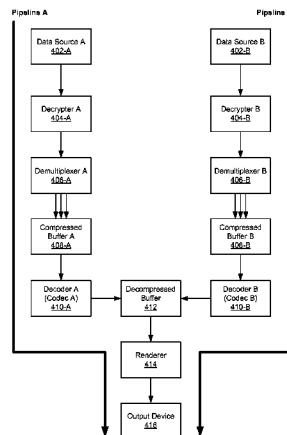 Pipeline A
Pipeline
Data Source A
402-A
Data Source B
402-B
Decrypter A
404-A
Decrypter B
404-B
Demultiplexer A
406-A
Demultiplexer B
406-B
Compressed
Buffer A
408-A
Compressed
Buffer B
408-B
Decoder A
(Codec A)
410-A
Decompressed
Buffer
412
Decoder B
(Codec B)
410-B
Renderer
414
Output Device
416